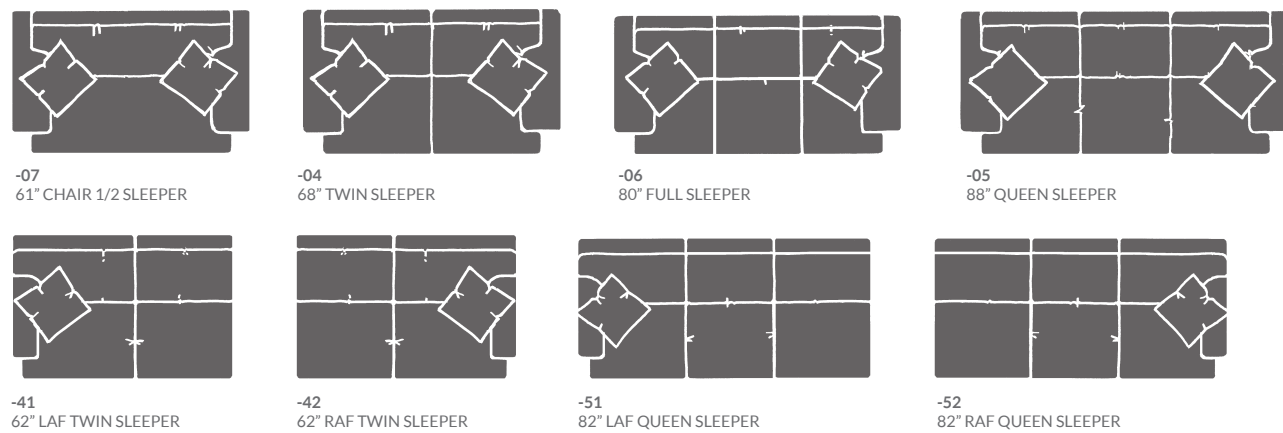 -07
61” CHAIR 1/2 SLEEPER
-04
68” TWIN SLEEPER
-06
80” FULL SLEEPER
-05
88” QUEEN SLEEPER
-41
62” LAF TWIN SLEEPER
-42
62” RAF TWIN SLEEPER
-51
82” LAF QUEEN SLEEPER
-52
82” RAF QUEEN SLEEPER